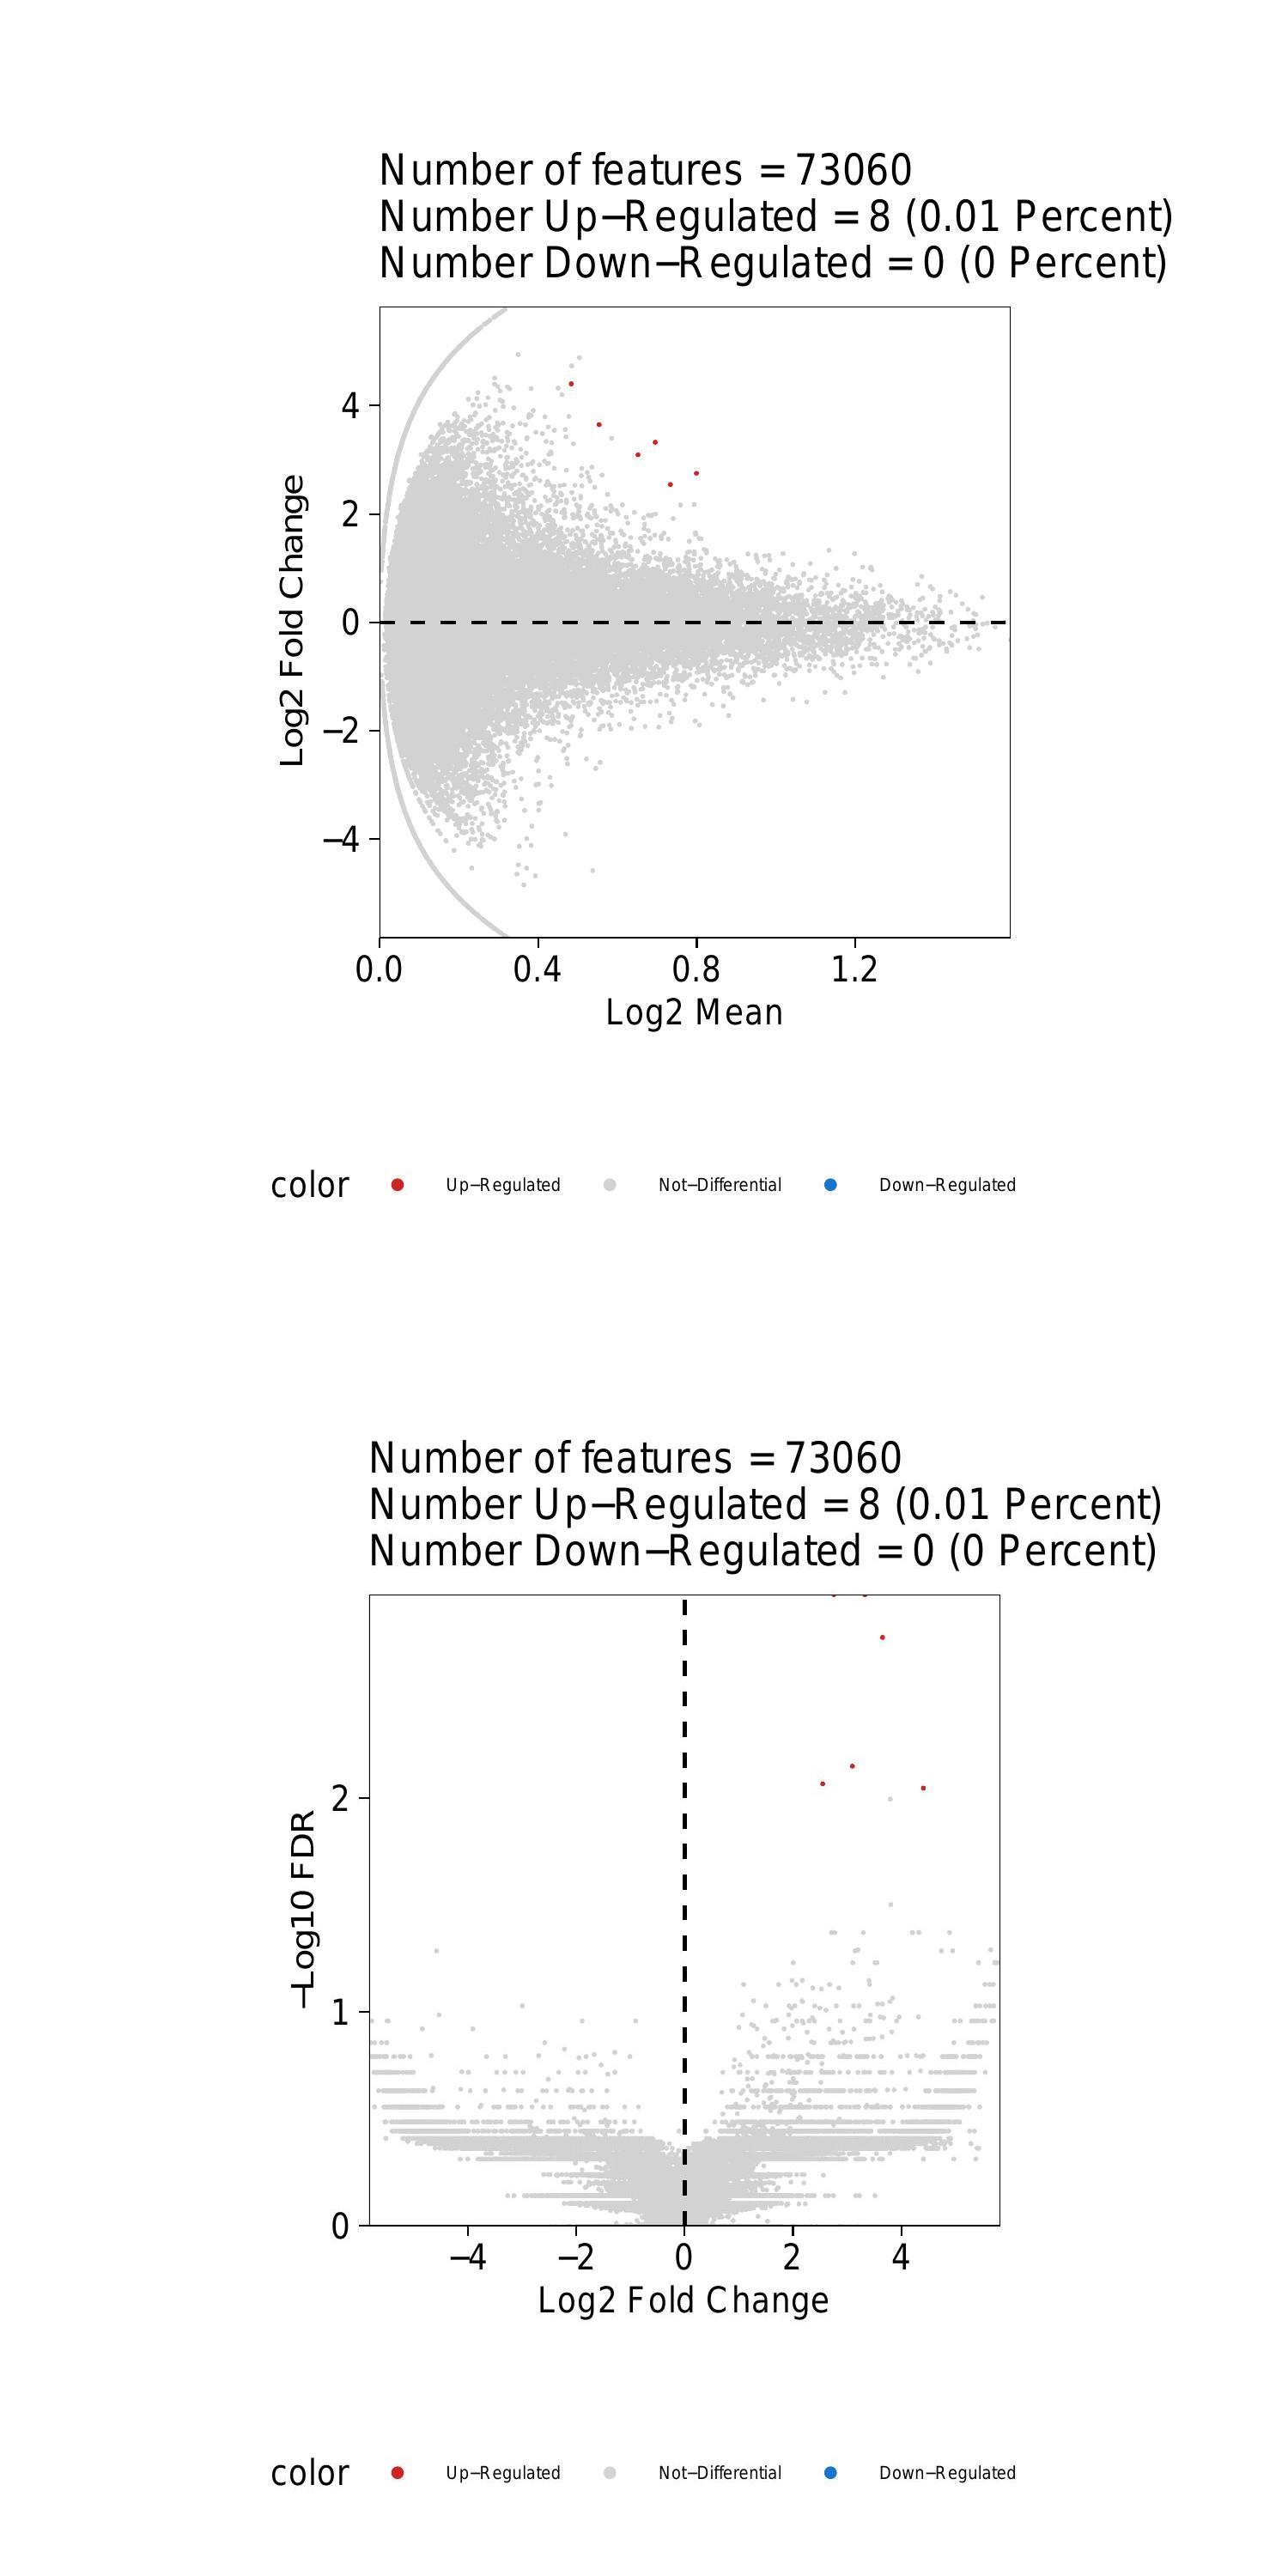 Number of features = 73060
Number Up−Regulated = 8 (0.01 Percent)
Number Down−Regulated = 0 (0 Percent)
4
2
0
−2
−4
Log2 Fold Change
0.0 0.4 0.8 1.2
Log2 Mean
color Up−Regulated Not−Differential Down−Regulated
Number of features = 73060
Number Up−Regulated = 8 (0.01 Percent)
Number Down−Regulated = 0 (0 Percent)
2
1
0
−Log10 FDR
−4 −2 0 2 4
Log2 Fold Change
color Up−Regulated Not−Differential Down−Regulated